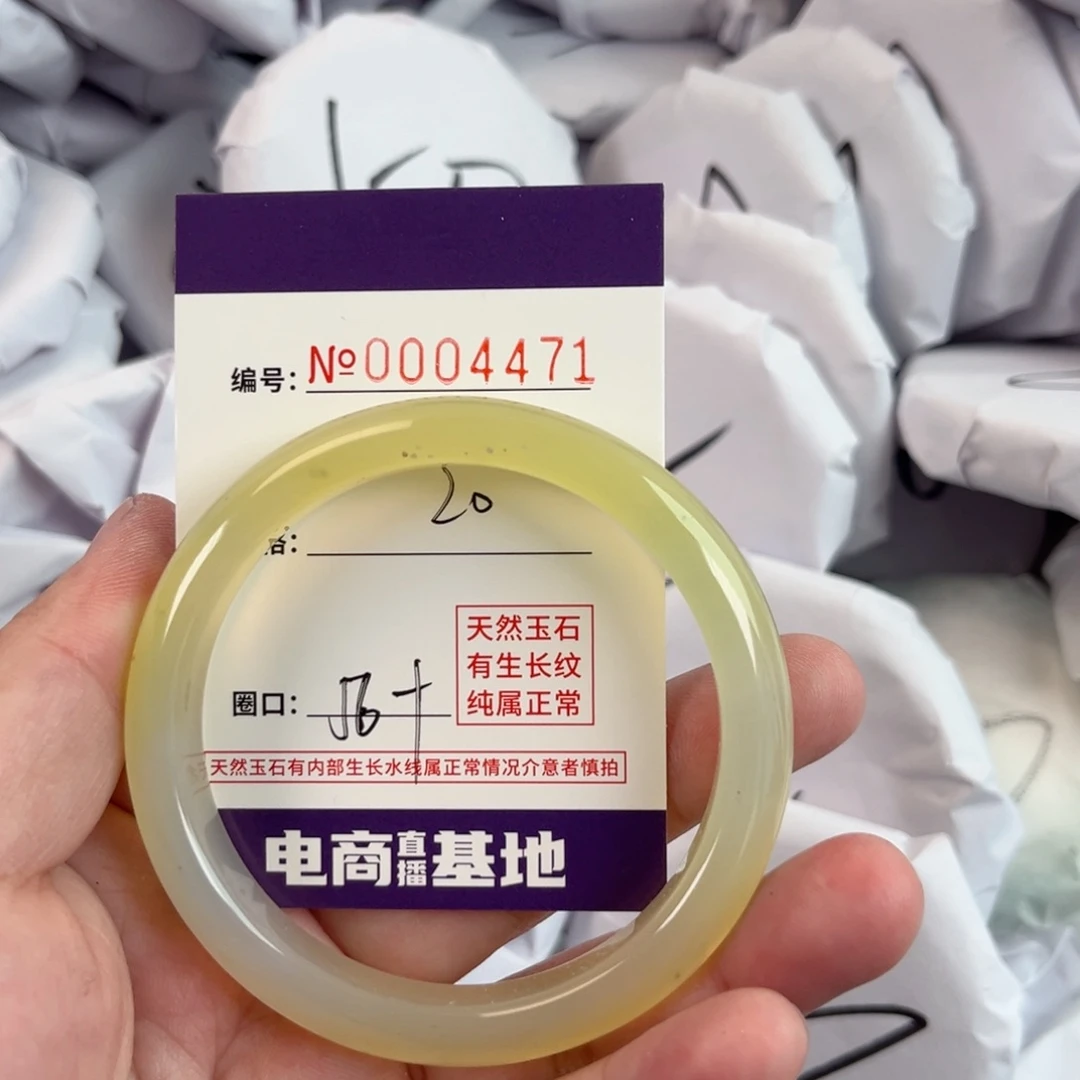 编号: №0004471
20
格:
天然玉石
有生长纹
纯属正常
圈口: 56+
天然玉石有内部生长水线属正常情况介意者慎拍
电商直播基地